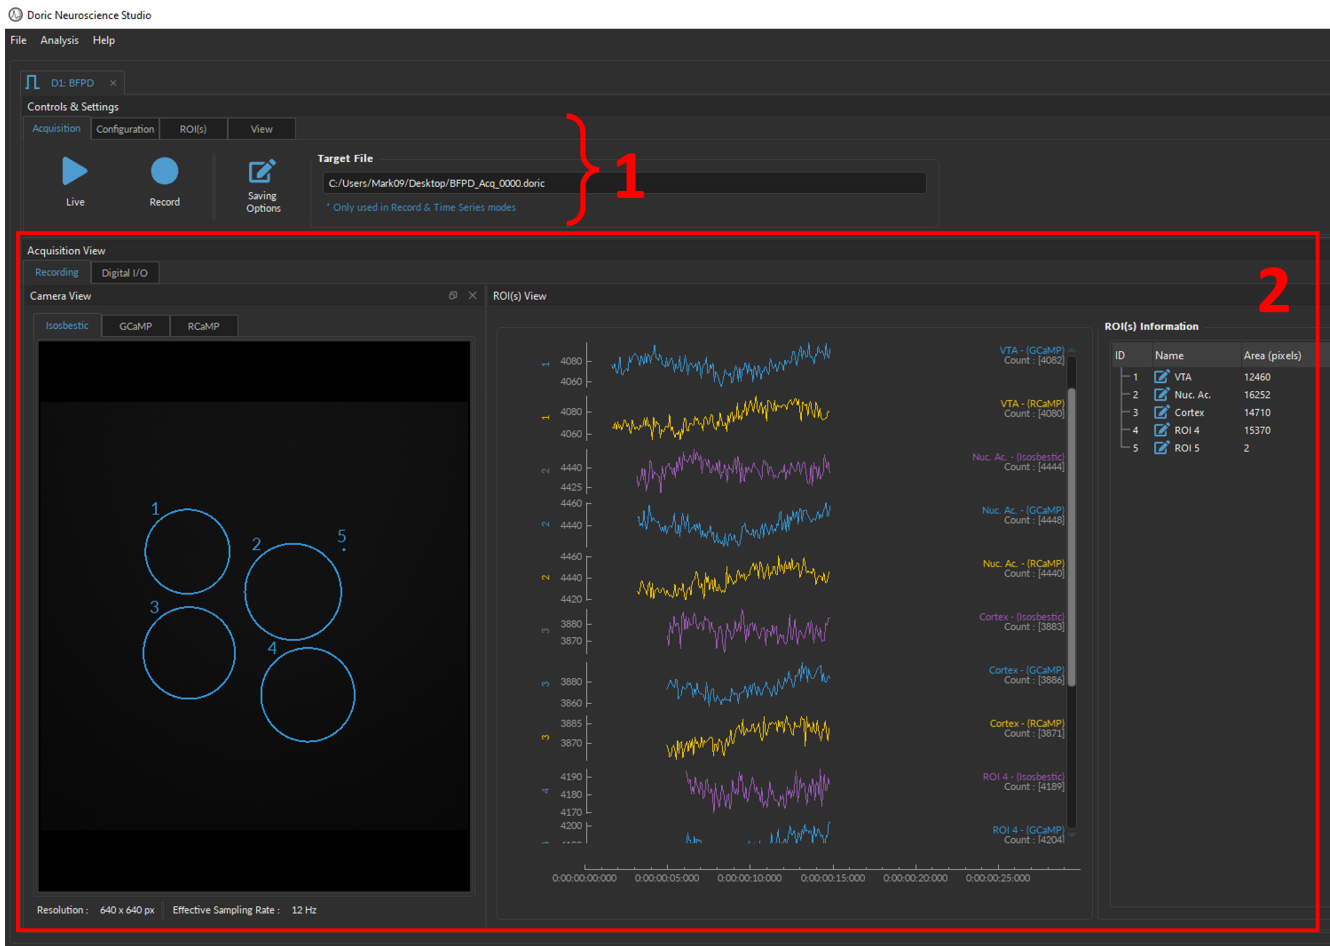 Doric Neuroscience Studio
File Analysis Help
D1: BFPD ×
Controls & Settings
Acquisition Configuration ROI(s) View
Live
Record
Saving
Options
Target File
C:/Users/Mark09/Desktop/BFPD_Acq_0000.doric
* Only used in Record & Time Series modes
1
Acquisition View
Recording Digital I/O
2
Camera View
Isosbestic GCaMP RCaMP
1
2
5
3
4
Resolution : 640 x 640 px Effective Sampling Rate : 12 Hz
ROI(s) View
1 4080 VTA - (GCaMP)
4060 Count : [4082]
1 4080 VTA - (RCaMP)
4060 Count : [4080]
2 4440 Nuc. Ac. - (Isosbestic)
4425 Count : [4444]
2 4460 Nuc. Ac. - (GCaMP)
4440 Count : [4448]
2 4460 Nuc. Ac. - (RCaMP)
4440 Count : [4440]
4420
3 3880 Cortex - (Isosbestic)
3870 Count : [3883]
3 3880 Cortex - (GCaMP)
3860 Count : [3886]
3 3885 Cortex - (RCaMP)
3870 Count : [3871]
4 4190 ROI 4 - (Isosbestic)
4180 Count : [4189]
4170
4200 ROI 4 - (GCaMP)
Count : [4204]
0:00:00:00:000 0:00:00:05:000 0:00:00:10:000 0:00:00:15:000 0:00:00:20:000 0:00:00:25:000
ROI(s) Information
ID Name Area (pixels)
1 VTA 12460
2 Nuc. Ac. 16252
3 Cortex 14710
4 ROI 4 15370
5 ROI 5 2